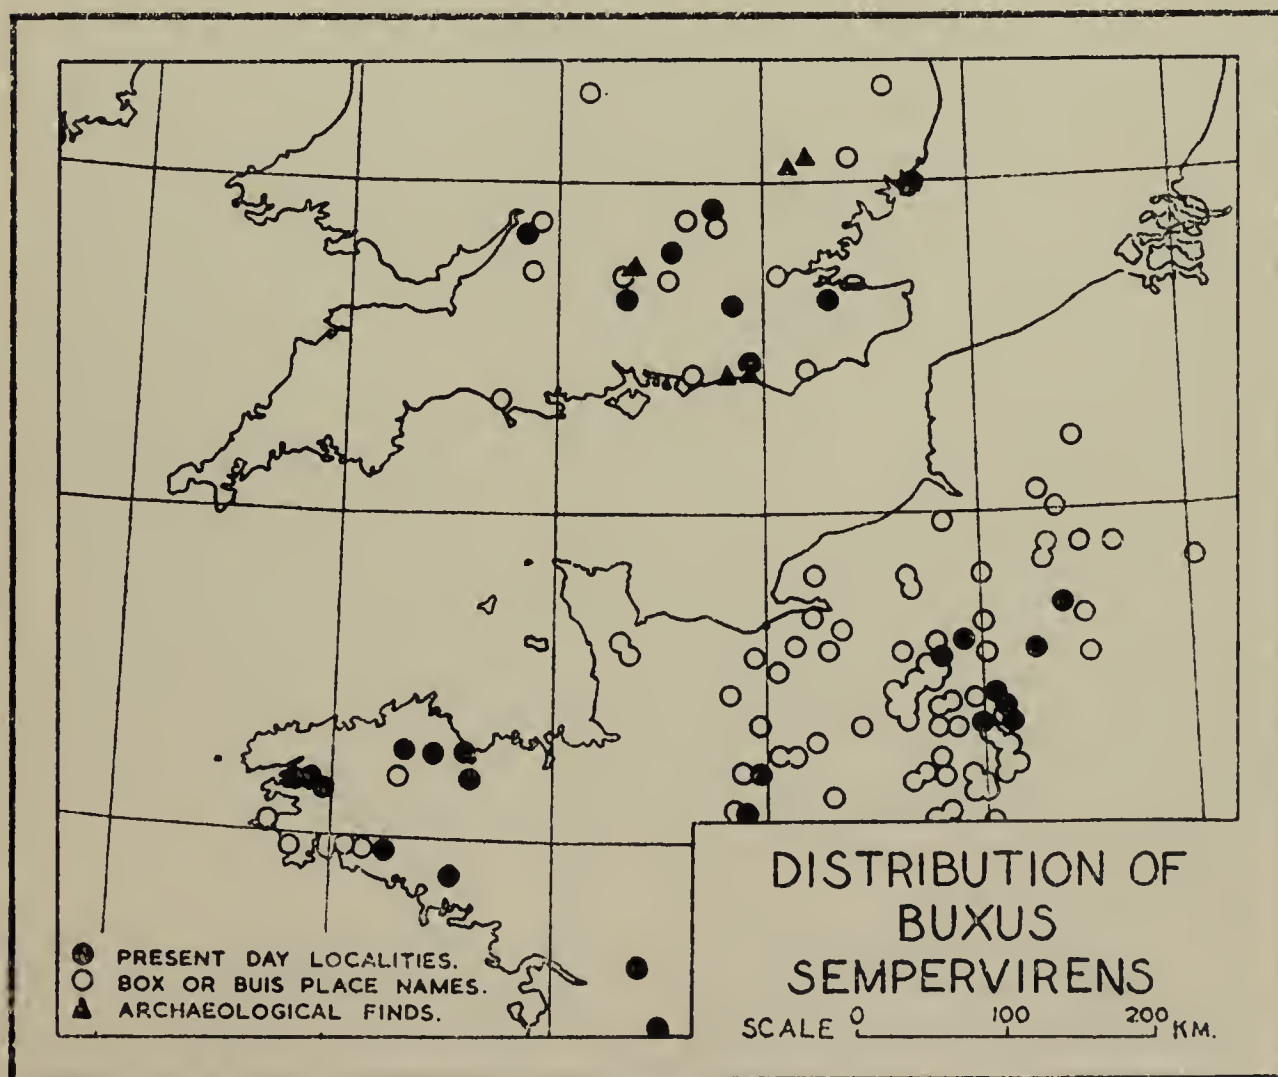 DISTRIBUTION OF
BUXUS
SEMPERVIRENS
SCALE 0 100 200 KM.
PRESENT DAY LOCALITIES.
BOX OR BUIS PLACE NAMES.
ARCHAEOLOGICAL FINDS.